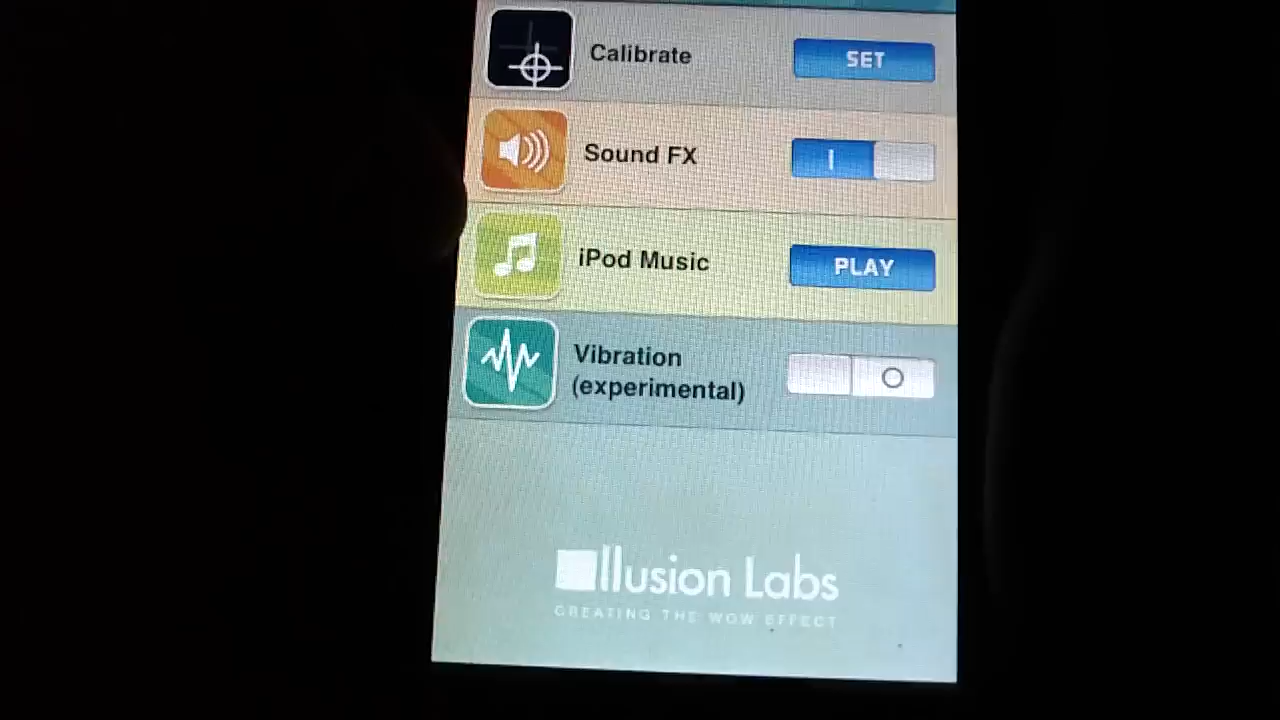 Calibrate
SET
Sound FX
iPod Music
PLAY
Vibration
(experimental)
Illusion Labs
CREATING THE WOW EFFECT